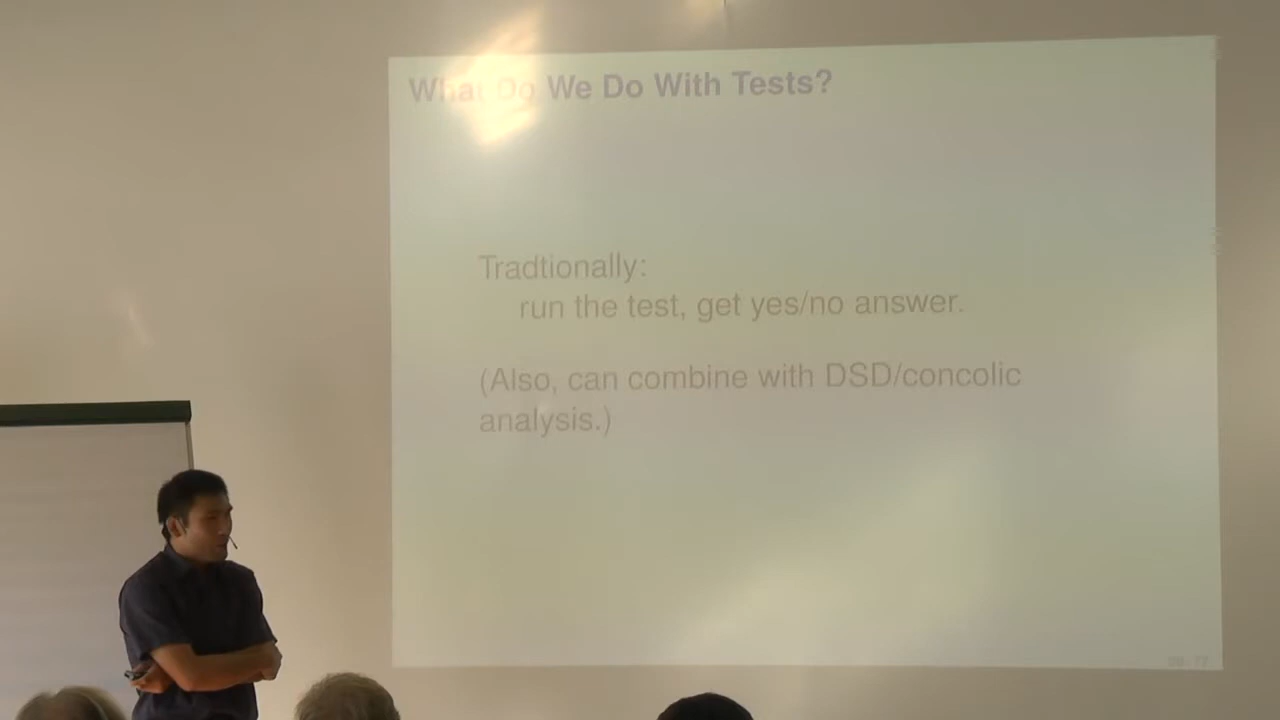 What Do We Do With Tests?
Tradtionally:
run the test, get yes/no answer.
(Also, can combine with DSD/concolic
analysis.)